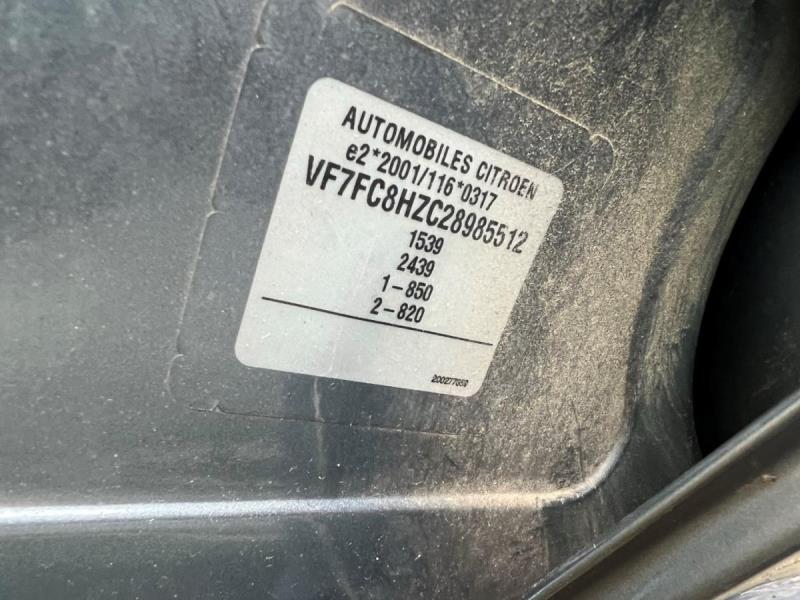 AUTOMOBILES CITROEN
e2*2001/116*0317
VF7FC8HZC28985512
1539
2439
1-850
2-820